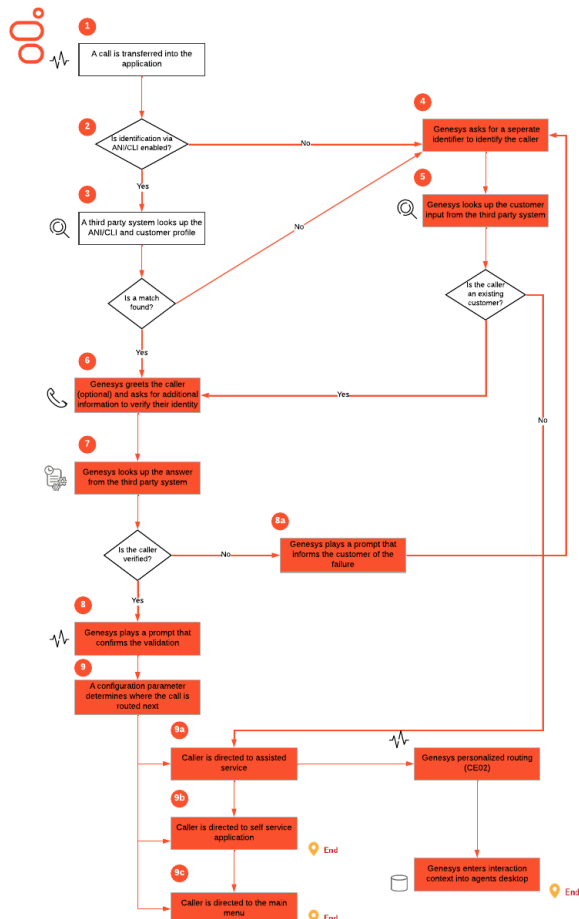 1
A call is transferred into the
application
2
Is identification via
ANI/CLI enabled?
No
Yes
4
Genesys asks for a seperate
identifier to identify the caller
3
A third party system looks up the
ANI/CLI and customer profile
5
Genesys looks up the customer
input from the third party system
No
Is a match
found?
Is the caller
an existing
customer?
Yes
6
Genesys greets the caller
(optional) and asks for additional
information to verify their identity
Yes
No
7
Genesys looks up the answer
from the third party system
8a
Genesys plays a prompt that
informs the customer of the
failure
Is the caller
verified?
No
Yes
8
Genesys plays a prompt that
confirms the validation
9
A configuration parameter
determines where the call is
routed next
9a
Caller is directed to assisted
service
Genesys personalized routing
(CE02)
9b
Caller is directed to self service
application
End
Genesys enters interaction
context into agents desktop
End
9c
Caller is directed to the main
menu
End